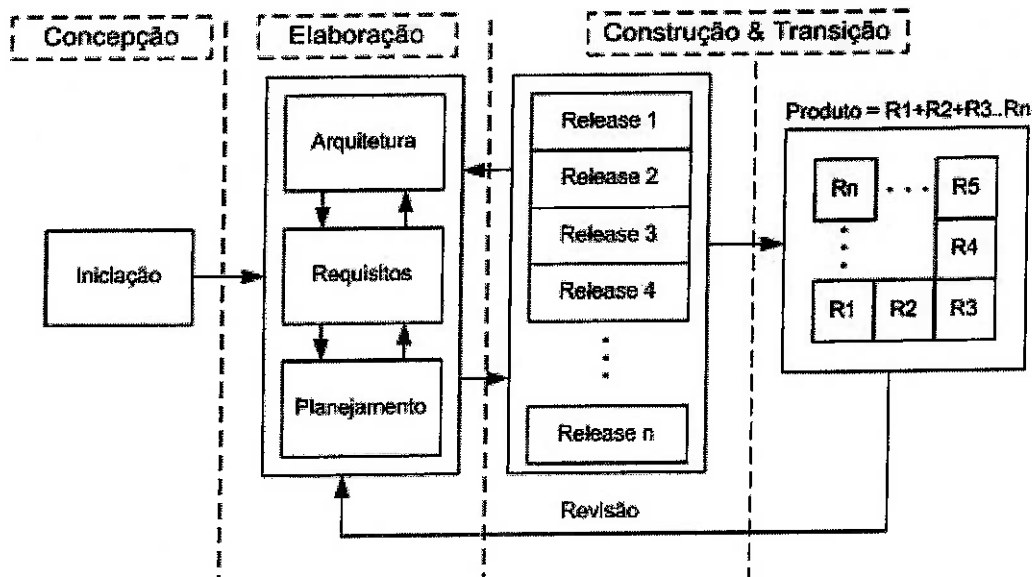 Concepção
Elaboração
Construção & Transição
Iniciação
Arquitetura
Requisitos
Planejamento
Release 1
Release 2
Release 3
Release 4
Release n
Produto = R1+R2+R3..Rn
Rn . . . R5
R4
R1 R2 R3
Revisão